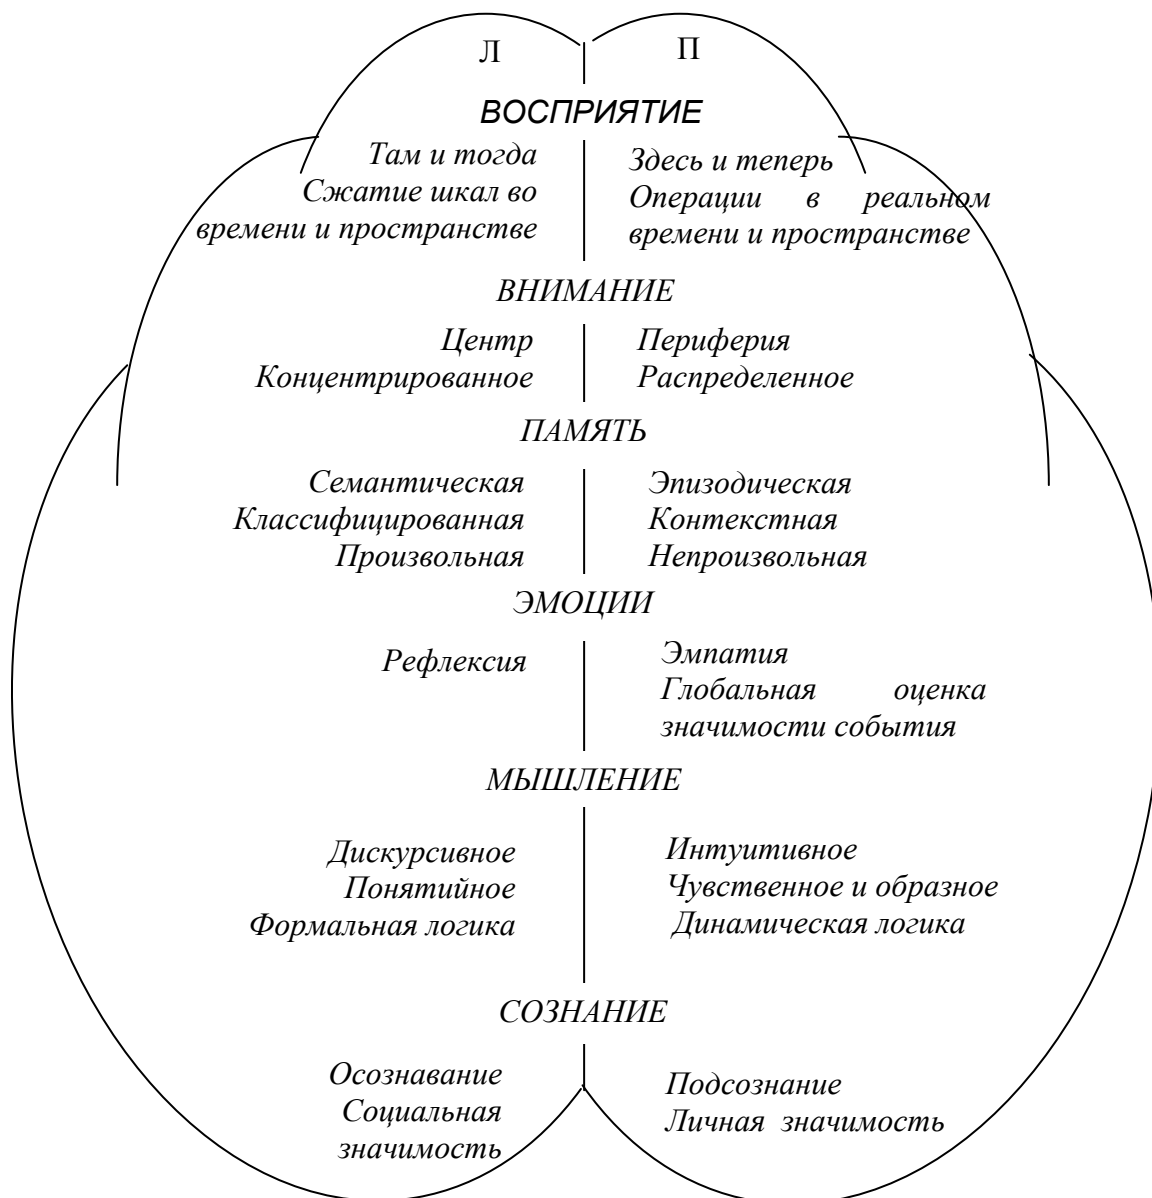 Л
П
ВОСПРИЯТИЕ
Там и тогда
Сжатие шкал во
времени и пространстве
Здесь и теперь
Операции в реальном
времени и пространстве
ВНИМАНИЕ
Центр
Концентрированное
Периферия
Распределенное
ПАМЯТЬ
Семантическая
Классифицированная
Произвольная
Эпизодическая
Контекстная
Непроизвольная
ЭМОЦИИ
Рефлексия
Эмпатия
Глобальная оценка
значимости события
МЫШЛЕНИЕ
Дискурсивное
Понятийное
Формальная логика
Интуитивное
Чувственное и образное
Динамическая логика
СОЗНАНИЕ
Осознавание
Социальная
значимость
Подсознание
Личная значимость